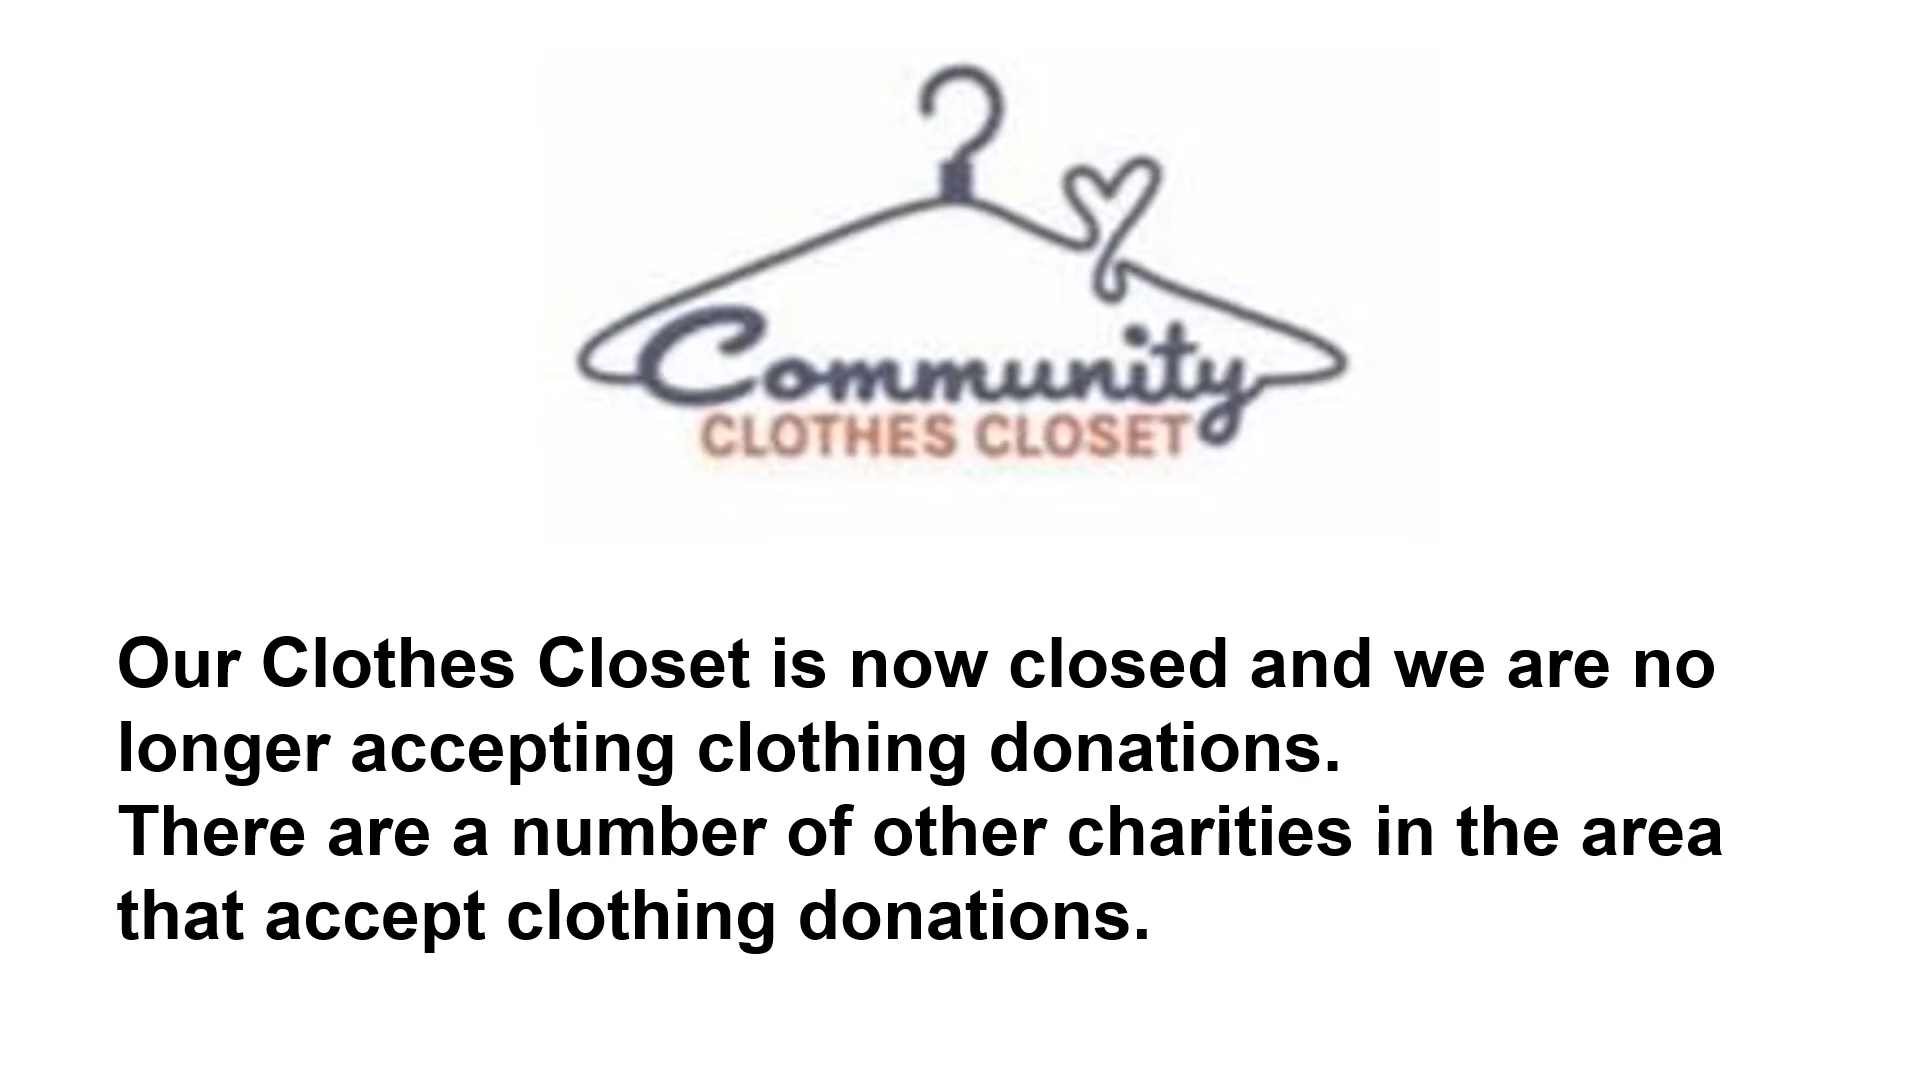 Community
CLOTHES CLOSET
Our Clothes Closet is now closed and we are no
longer accepting clothing donations.
There are a number of other charities in the area
that accept clothing donations.